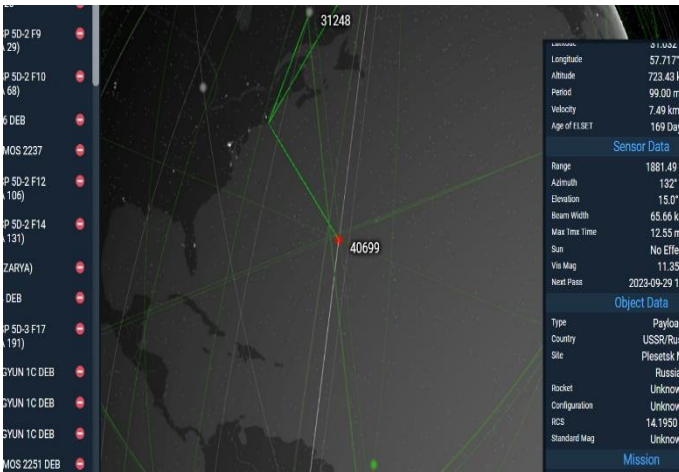 P 5D-2 F9
29)
P 5D-2 F10
68)
6 DEB
MOS 2237
P 5D-2 F12
106)
P 5D-2 F14
131)
ZARYA)
DEB
P 5D-3 F17
191)
GYUN 1C DEB
GYUN 1C DEB
GYUN 1C DEB
MOS 2251 DEB
31248
40699
Longitude 57.717°
Altitude 723.43 k
Period 99.00 m
Velocity 7.49 km
Age of ELSET 169 Day
Sensor Data
Range 1881.49
Azimuth 132°
Elevation 15.0°
Beam Width 65.66 k
Max Tmx Time 12.55 m
Sun No Effe
Vis Mag 11.35
Next Pass 2023-09-29 1
Object Data
Type Payloa
Country USSR/Rus
Site Plesetsk M
Russia
Rocket Unknow
Configuration Unknow
RCS 14.1950
Standard Mag Unknow
Mission